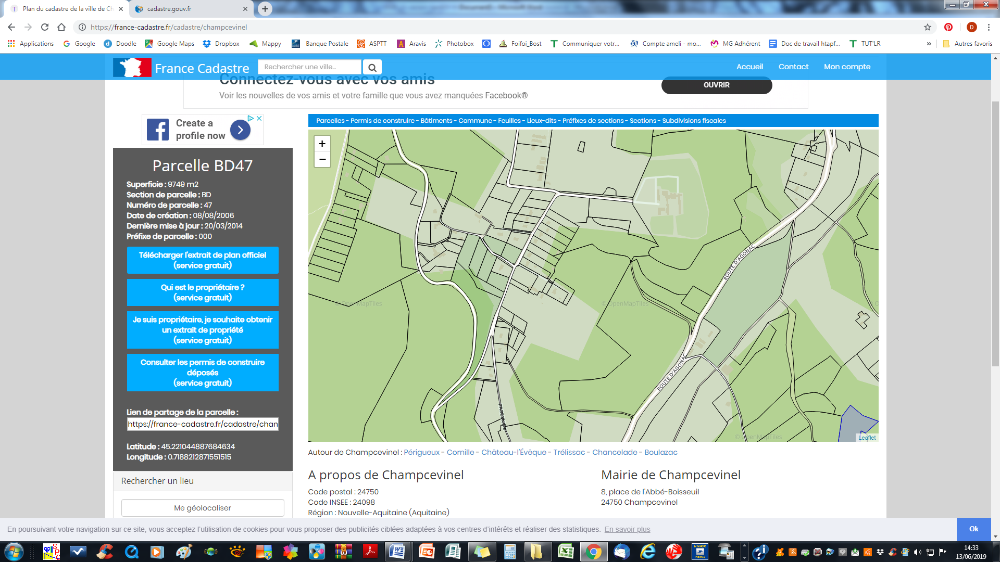 Plan du cadastre de la ville de Ch
cadastre.gouv.fr
https://france-cadastre.fr/cadastre/champcevinel
D
Applications
Google
Doodle
Google Maps
Dropbox
Mappy
Banque Postale
ASPTT
Aravis
Photobox
Foifoi_Bost
Communiquer votr...
Compte ameli - mo...
MG Adhérent
Doc de travail htapf...
TUT'LR
»
Autres favoris
France Cadastre
Rechercher une ville...
Accueil
Contact
Mon compte
Connectez-vous avec vos amis
Voir les nouvelles de vos amis et votre famille que vous avez manquées Facebook®
OUVRIR
Create a
profile now
Parcelles - Permis de construire - Bâtiments - Commune - Feuilles - Lieux-dits - Préfixes de sections - Sections - Subdivisions fiscales
+
−
Parcelle BD47
Superficie : 9749 m2
Section de parcelle : BD
Numéro de parcelle : 47
Date de création : 08/08/2006
Dernière mise à jour : 20/03/2014
Préfixe de parcelle : 000
Télécharger l'extrait de plan officiel
(service gratuit)
Qui est le propriétaire ?
(service gratuit)
Je suis propriétaire, je souhaite obtenir
un extrait de propriété
(service gratuit)
Consulter les permis de construire
déposés
(service gratuit)
Lien de partage de la parcelle :
https://france-cadastre.fr/cadastre/chan
Latitude : 45.221044887684634
Longitude : 0.7188212871551515
Rechercher un lieu
Me géolocaliser
ROUTE D'AGONAC
ROUTE D'AGONAC
© OpenMapTiles
© OpenMapTiles
© OpenMapTiles
Leaflet
Autour de Champcevinel : Périgueux - Cornille - Château-l'Évêque - Trélissac - Chancelade - Boulazac
A propos de Champcevinel
Code postal : 24750
Code INSEE : 24098
Région : Nouvelle-Aquitaine (Aquitaine)
Mairie de Champcevinel
8, place de l'Abbé-Boisseuil
24750 Champcevinel
En poursuivant votre navigation sur ce site, vous acceptez l'utilisation de cookies pour vous proposer des publicités ciblées adaptées à vos centres d'intérêts et réaliser des statistiques. En savoir plus
Ok
14:33
13/06/2019